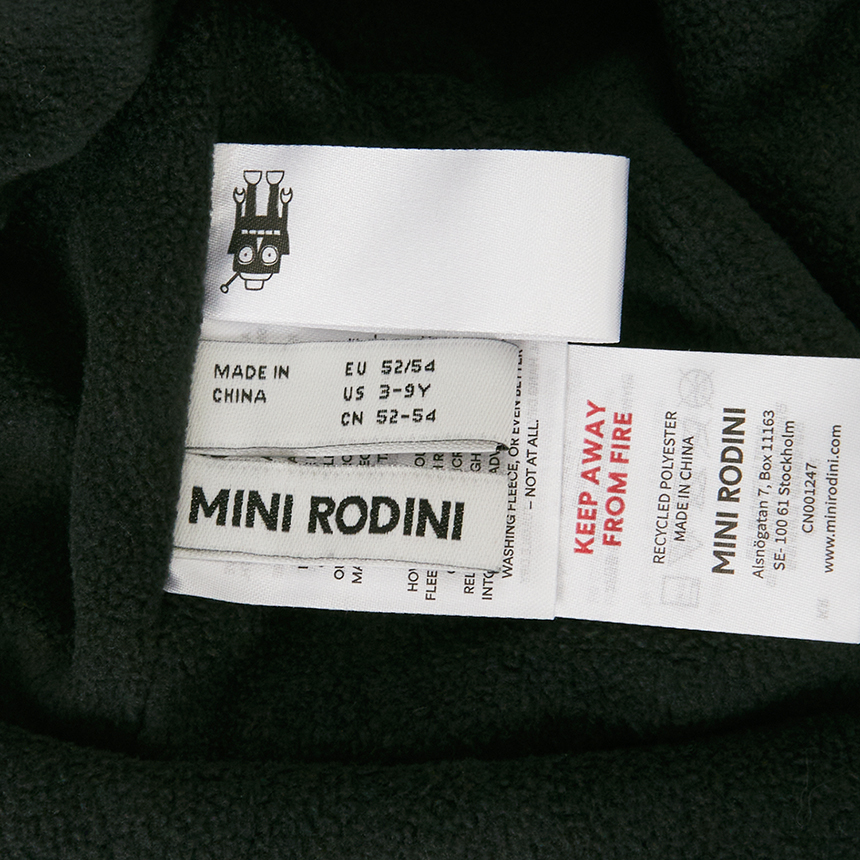 MADE IN
CHINA
EU 52/54
US 3-9Y
CN 52-54
MINI RODINI
WASHING FLEECE, OR EVEN BETTER
– NOT AT ALL.
KEEP AWAY
FROM FIRE
RECYCLED POLYESTER
MADE IN CHINA
MINI RODINI
Alsnögatan 7, Box 11163
SE- 100 61 Stockholm
CN001247
www.minirodini.com